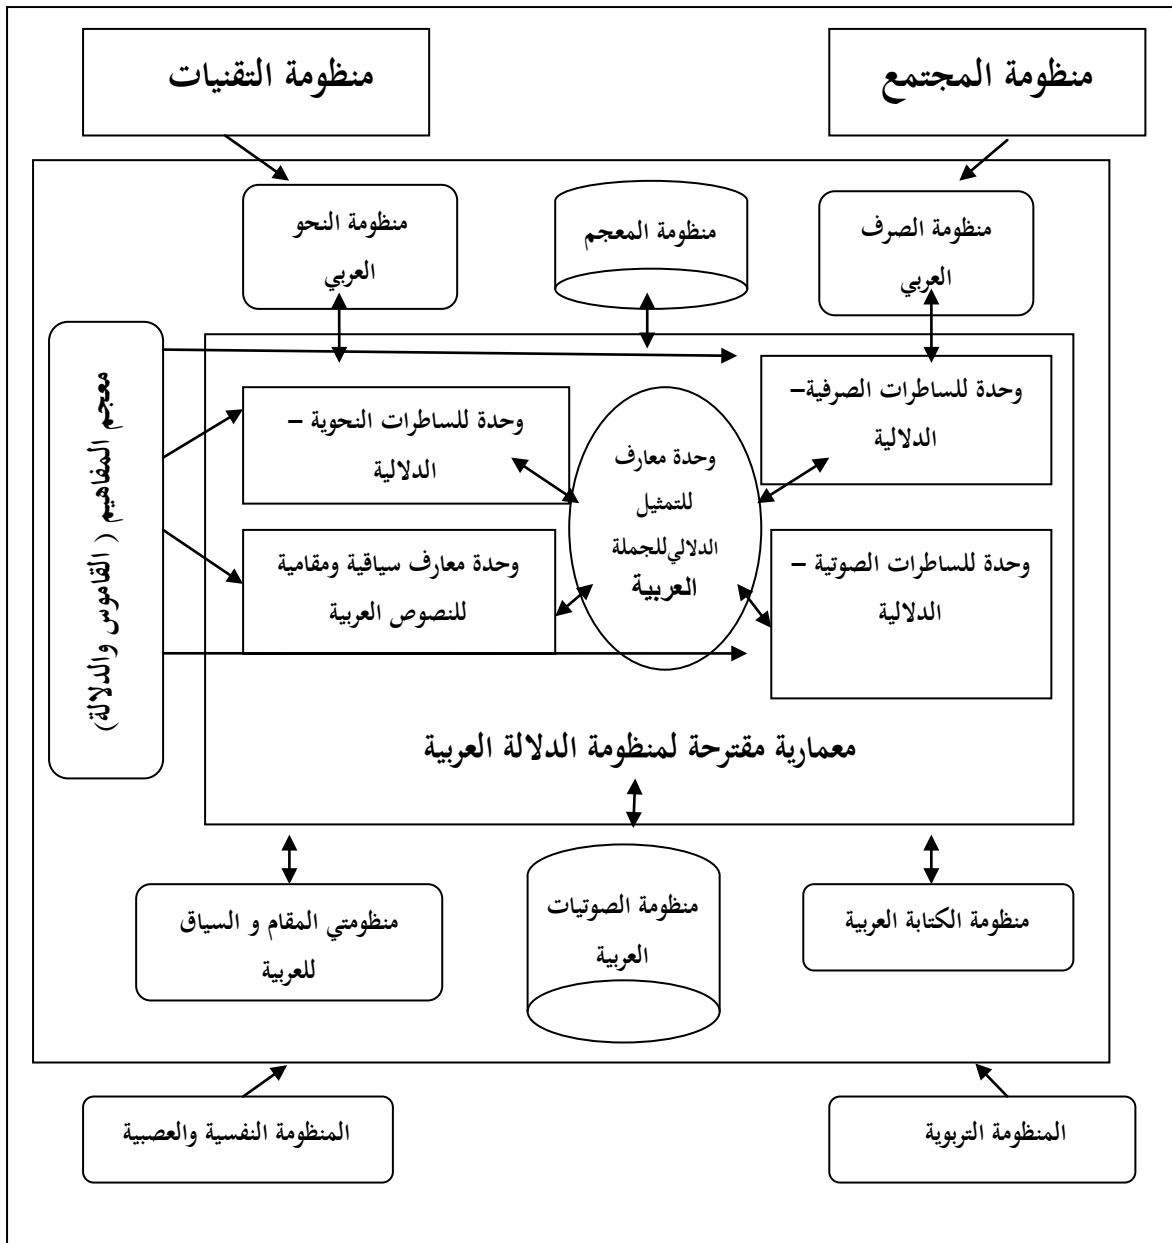 منظومة المجتمع
منظومة التقنيات
منظومة الصرف
العربي
منظومة المعجم
منظومة النحو
العربي
معجم المفاهيم ( القاموس والدلالة)
وحدة للساطرات الصرفية–
الدلالية
وحدة معارف
للتمثيل
الدلالي للجملة
العربية
وحدة للساطرات النحوية –
الدلالية
وحدة للساطرات الصوتية –
الدلالية
وحدة معارف سياقية ومقامية
للنصوص العربية
معمارية مقترحة لمنظومة الدلالة العربية
منظومة الكتابة العربية
منظومة الصوتيات
العربية
منظومتي المقام و السياق
للعربية
المنظومة التربوية
المنظومة النفسية والعصبية